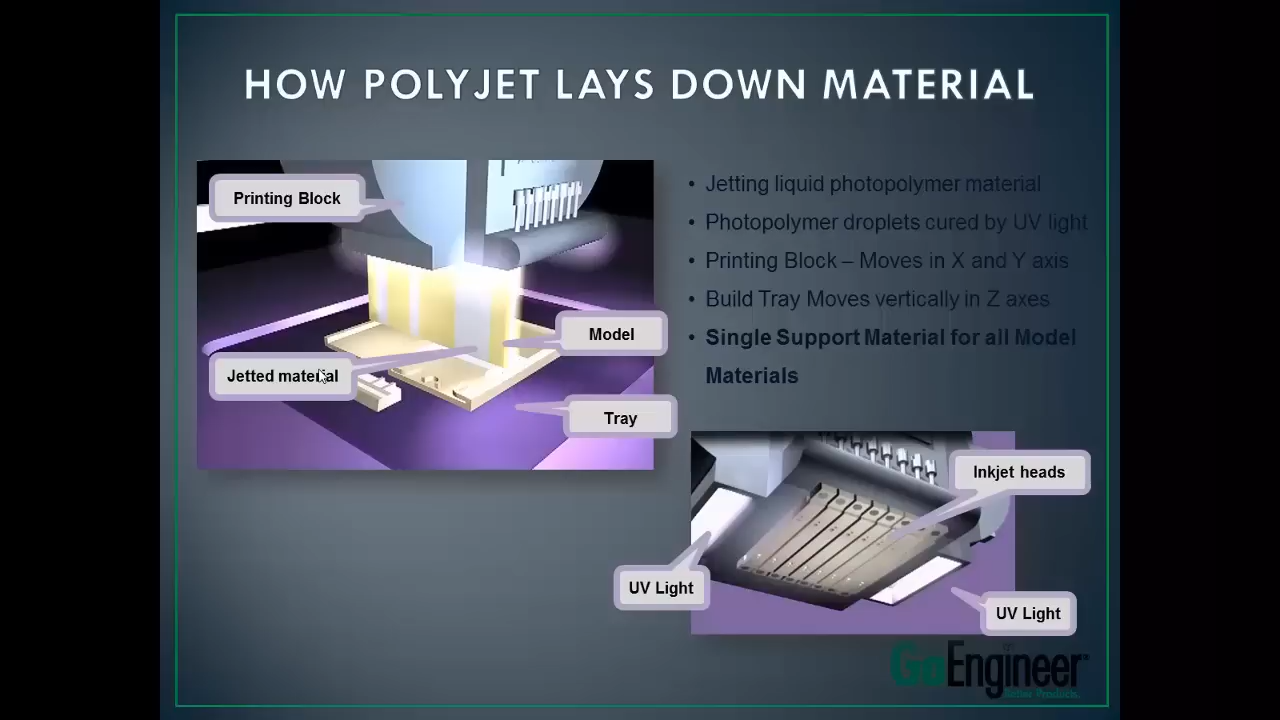 HOW POLYJET LAYS DOWN MATERIAL
Printing Block
Model
Jetted material
Tray
• Jetting liquid photopolymer material
• Photopolymer droplets cured by UV light
• Printing Block – Moves in X and Y axis
• Build Tray Moves vertically in Z axes
• Single Support Material for all Model
Materials
Inkjet heads
UV Light
UV Light
GoEngineer
Better Products.